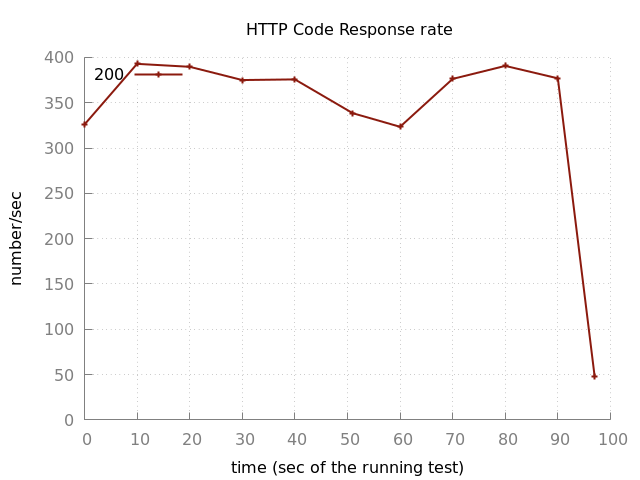 HTTP Code Response rate
400
200
350
300
250
200
150
100
50
0
0 10 20 30 40 50 60 70 80 90 100
number/sec
time (sec of the running test)